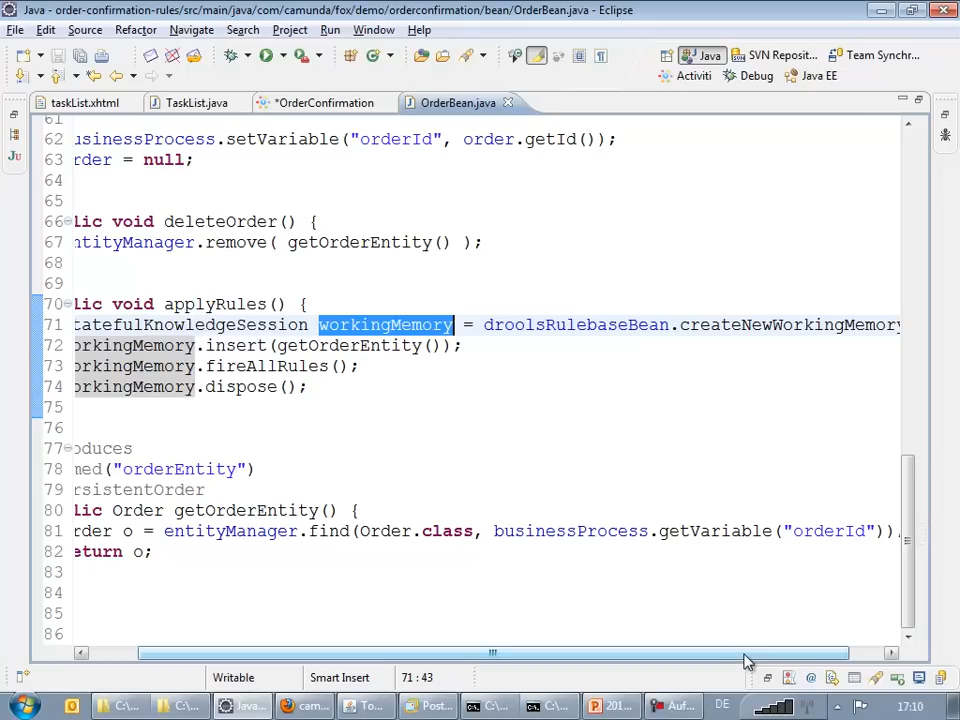 Java - order-confirmation-rules/src/main/java/com/camunda/fox/demo/orderconfirmation/bean/OrderBean.java - Eclipse
File Edit Source Refactor Navigate Search Project Run Window Help
Java SVN Reposit... Team Synchr...
Activiti Debug Java EE
taskList.xhtml TaskList.java *OrderConfirmation OrderBean.java
61
62 usinessProcess.setVariable("orderId", order.getId());
63 rder = null;
64
65
66 lic void deleteOrder() {
67 ntityManager.remove( getOrderEntity() );
68
69
70 lic void applyRules() {
71 tatefulKnowledgeSession workingMemory = droolsRulebaseBean.createNewWorkingMemory
72 orkingMemory.insert(getOrderEntity());
73 orkingMemory.fireAllRules();
74 orkingMemory.dispose();
75
76
77 oduces
78 med("orderEntity")
79 rsistentOrder
80 lic Order getOrderEntity() {
81 rder o = entityManager.find(Order.class, businessProcess.getVariable("orderId"));
82 eturn o;
83
84
85
86
Writable Smart Insert 71 : 43
C:\... C:\... Java... cam... To... Post... C:\... C:\... 201... Auf... DE 17:10